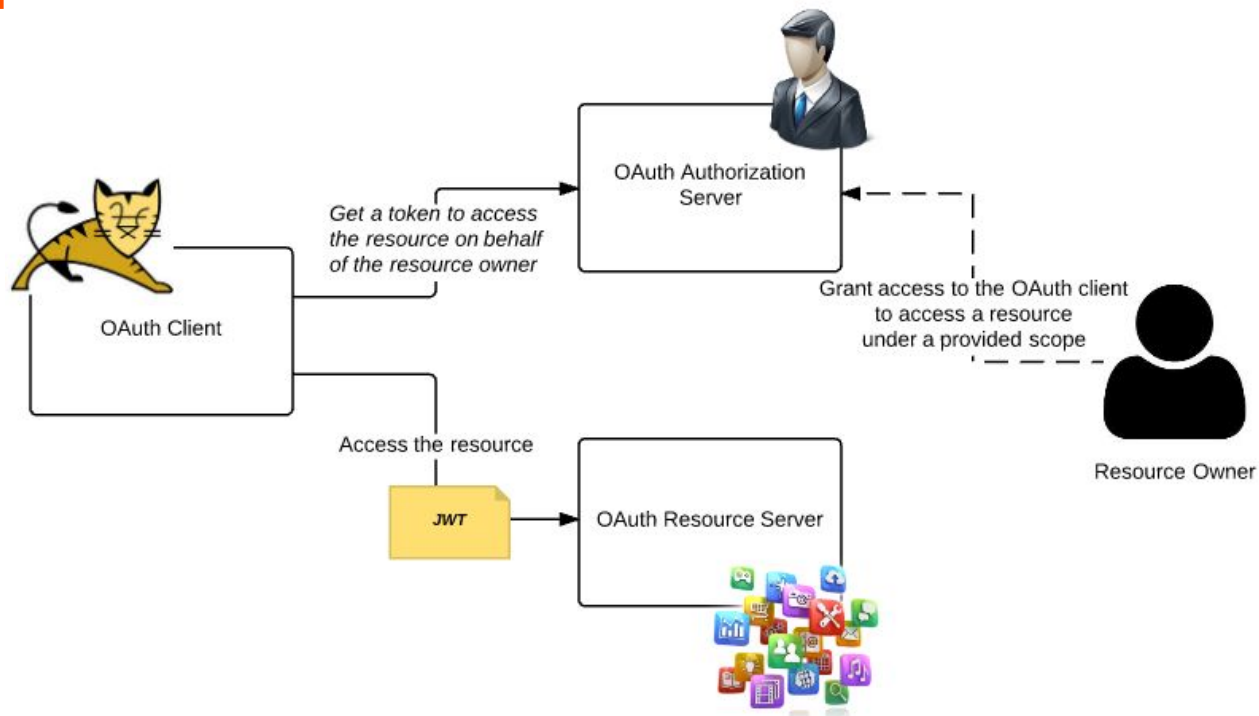 OAuth Authorization
Server
Get a token to access
the resource on behalf
of the resource owner
Grant access to the OAuth client
to access a resource
under a provided scope
OAuth Client
Access the resource
Resource Owner
JWT
OAuth Resource Server